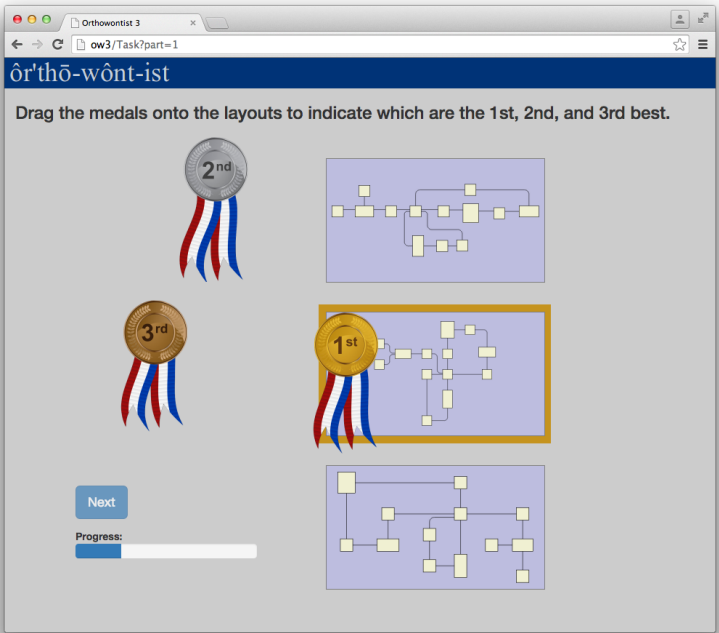 Orthowontist 3
ow3/Task?part=1
ôr'thō-wônt-ist
Drag the medals onto the layouts to indicate which are the 1st, 2nd, and 3rd best.
2nd
3rd
1st
Next
Progress: